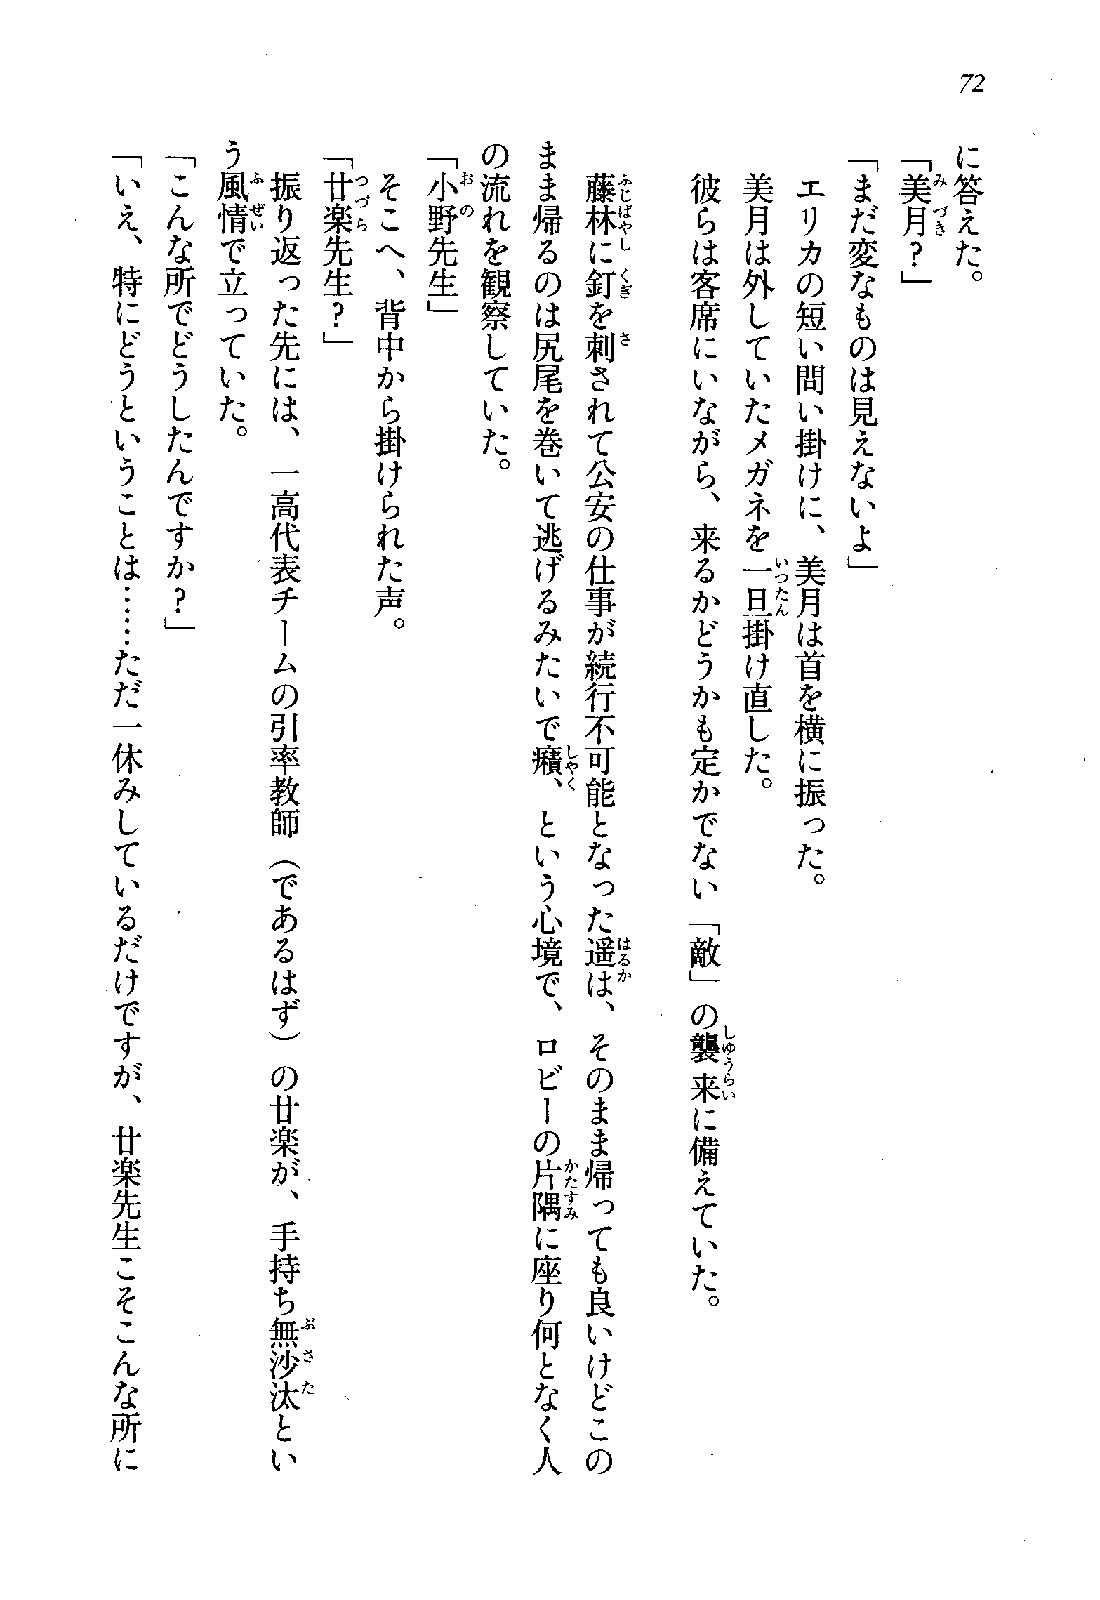 72
に答えた。
「美月？」
「まだ変なものは見えないよ」
エリカの短い問い掛けに、美月は首を横に振った。
美月は外していたメガネを一旦掛け直した。
彼らは客席にいながら、来るかどうかも定かでない「敵」の襲来に備えていた。
藤林に釘を刺されて公安の仕事が続行不可能となった遥は、そのまま帰っても良いけどこの
まま帰るのは尻尾を巻いて逃げるみたいで癪、という心境で、ロビーの片隅に座り何となく人
の流れを観察していた。
「小野先生」
そこへ、背中から掛けられた声。
「廿楽先生？」
振り返った先には、一高代表チームの引率教師（であるはず）の廿楽が、手持ち無沙汰とい
う風情で立っていた。
「こんな所でどうしたんですか？」
「いえ、特にどうということは……ただ一休みしているだけですが、廿楽先生こそこんな所に